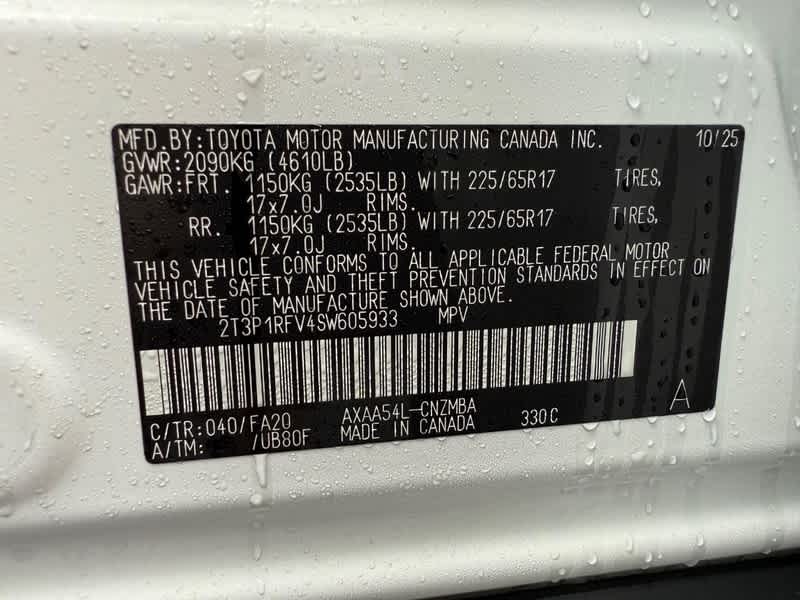 MFD.BY:TOYOTA MOTOR MANUFACTURING CANADA INC. 10/25
GVWR:2090KG (4610LB)
GAWR:FRT. 1150KG (2535LB) WITH 225/65R17 TIRES,
17x7.0J RIMS.
RR. 1150KG (2535LB) WITH 225/65R17 TIRES,
17x7.0J RIMS.
THIS VEHICLE CONFORMS TO ALL APPLICABLE FEDERAL MOTOR
VEHICLE SAFETY AND THEFT PREVENTION STANDARDS IN EFFECT ON
THE DATE OF MANUFACTURE SHOWN ABOVE.
2T3P1RFV4SW605933 MPV
C/TR:040/FA20 AXAA54L-CNZMBA 330C A
A/TM: /UB80F MADE IN CANADA